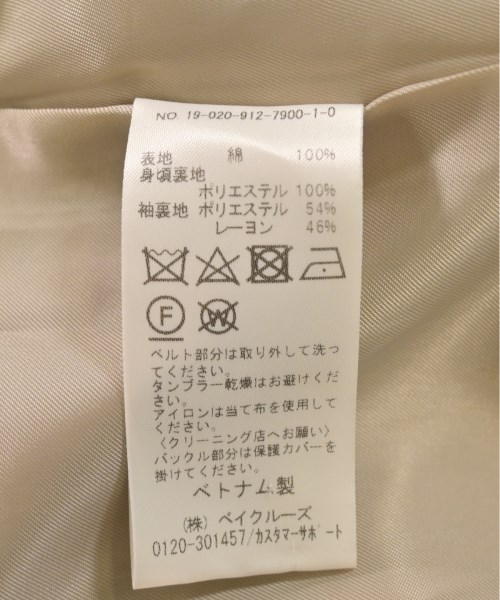 NO. 19-020-912-7900-1-0
表地 綿 100%
身頃裏地
ポリエステル 100%
袖裏地 ポリエステル 54%
レーヨン 46%
F W
ベルト部分は取り外して洗っ
てください。
タンブラー乾燥はお避けくだ
さい。
アイロンは当て布を使用して
ください。
〈クリーニング店へお願い〉
バックル部分は保護カバーを
掛けてください。
ベトナム製
(株) ベイクルーズ
0120-301457/カスタマーサポート